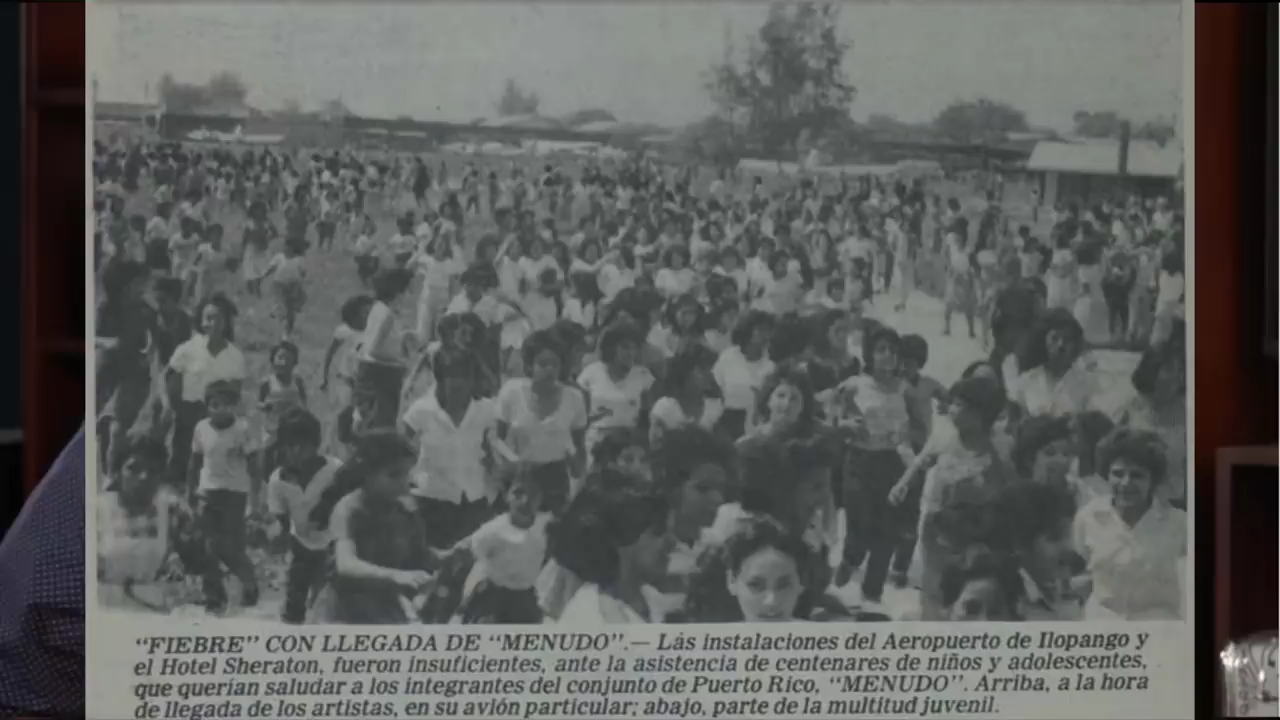 “FIEBRE” CON LLEGADA DE “MENUDO”.— Las instalaciones del Aeropuerto de Ilopango y
el Hotel Sheraton, fueron insuficientes, ante la asistencia de centenares de niños y adolescentes,
que querían saludar a los integrantes del conjunto de Puerto Rico, “MENUDO”. Arriba, a la hora
de llegada de los artistas, en su avión particular; abajo, parte de la multitud juvenil.